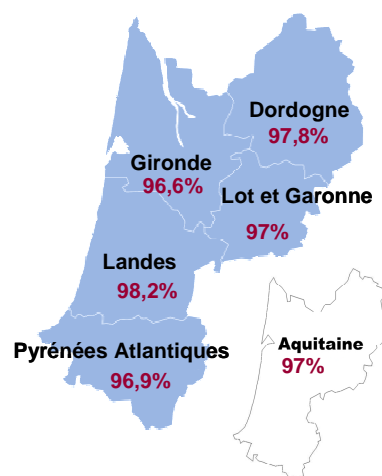 Dordogne
97,8%
Gironde
96,6%
Lot et Garonne
97%
Landes
98,2%
Pyrénées Atlantiques
96,9%
Aquitaine
97%